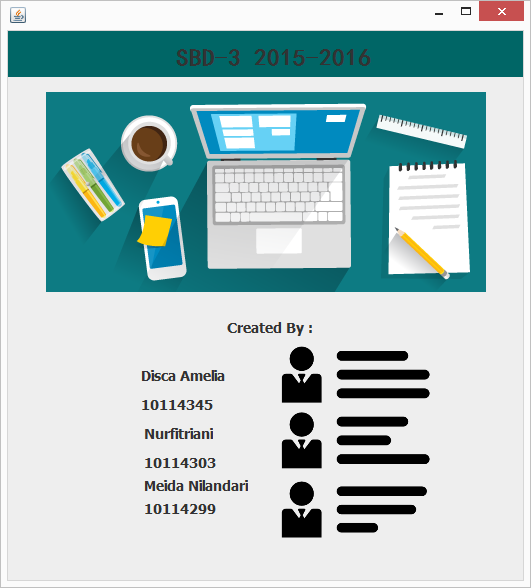 SBD-3 2015-2016
Created By :
Disca Amelia
10114345
Nurfitriani
10114303
Meida Nilandari
10114299